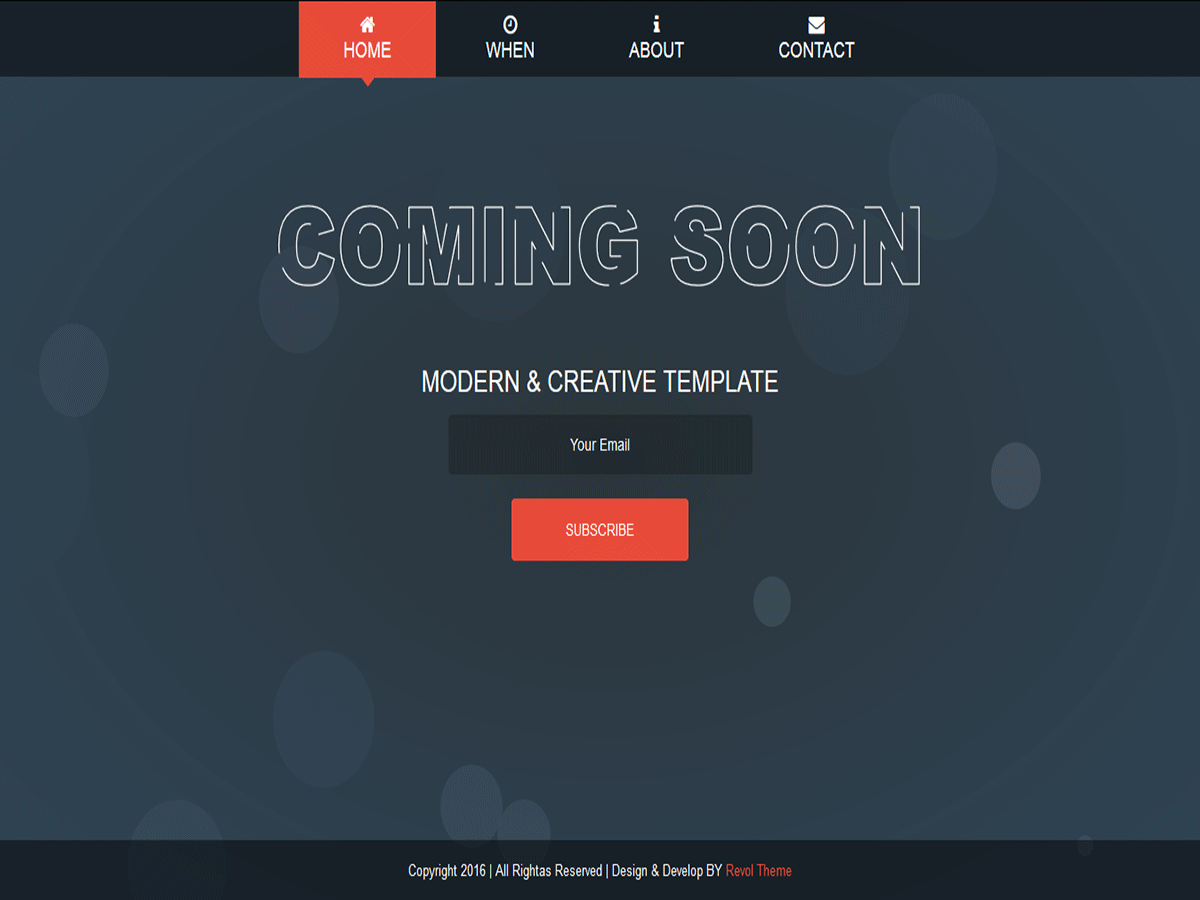 HOME WHEN ABOUT CONTACT
COMING SOON
MODERN & CREATIVE TEMPLATE
Your Email
SUBSCRIBE
Copyright 2016 | All Rightas Reserved | Design & Develop BY Revol Theme